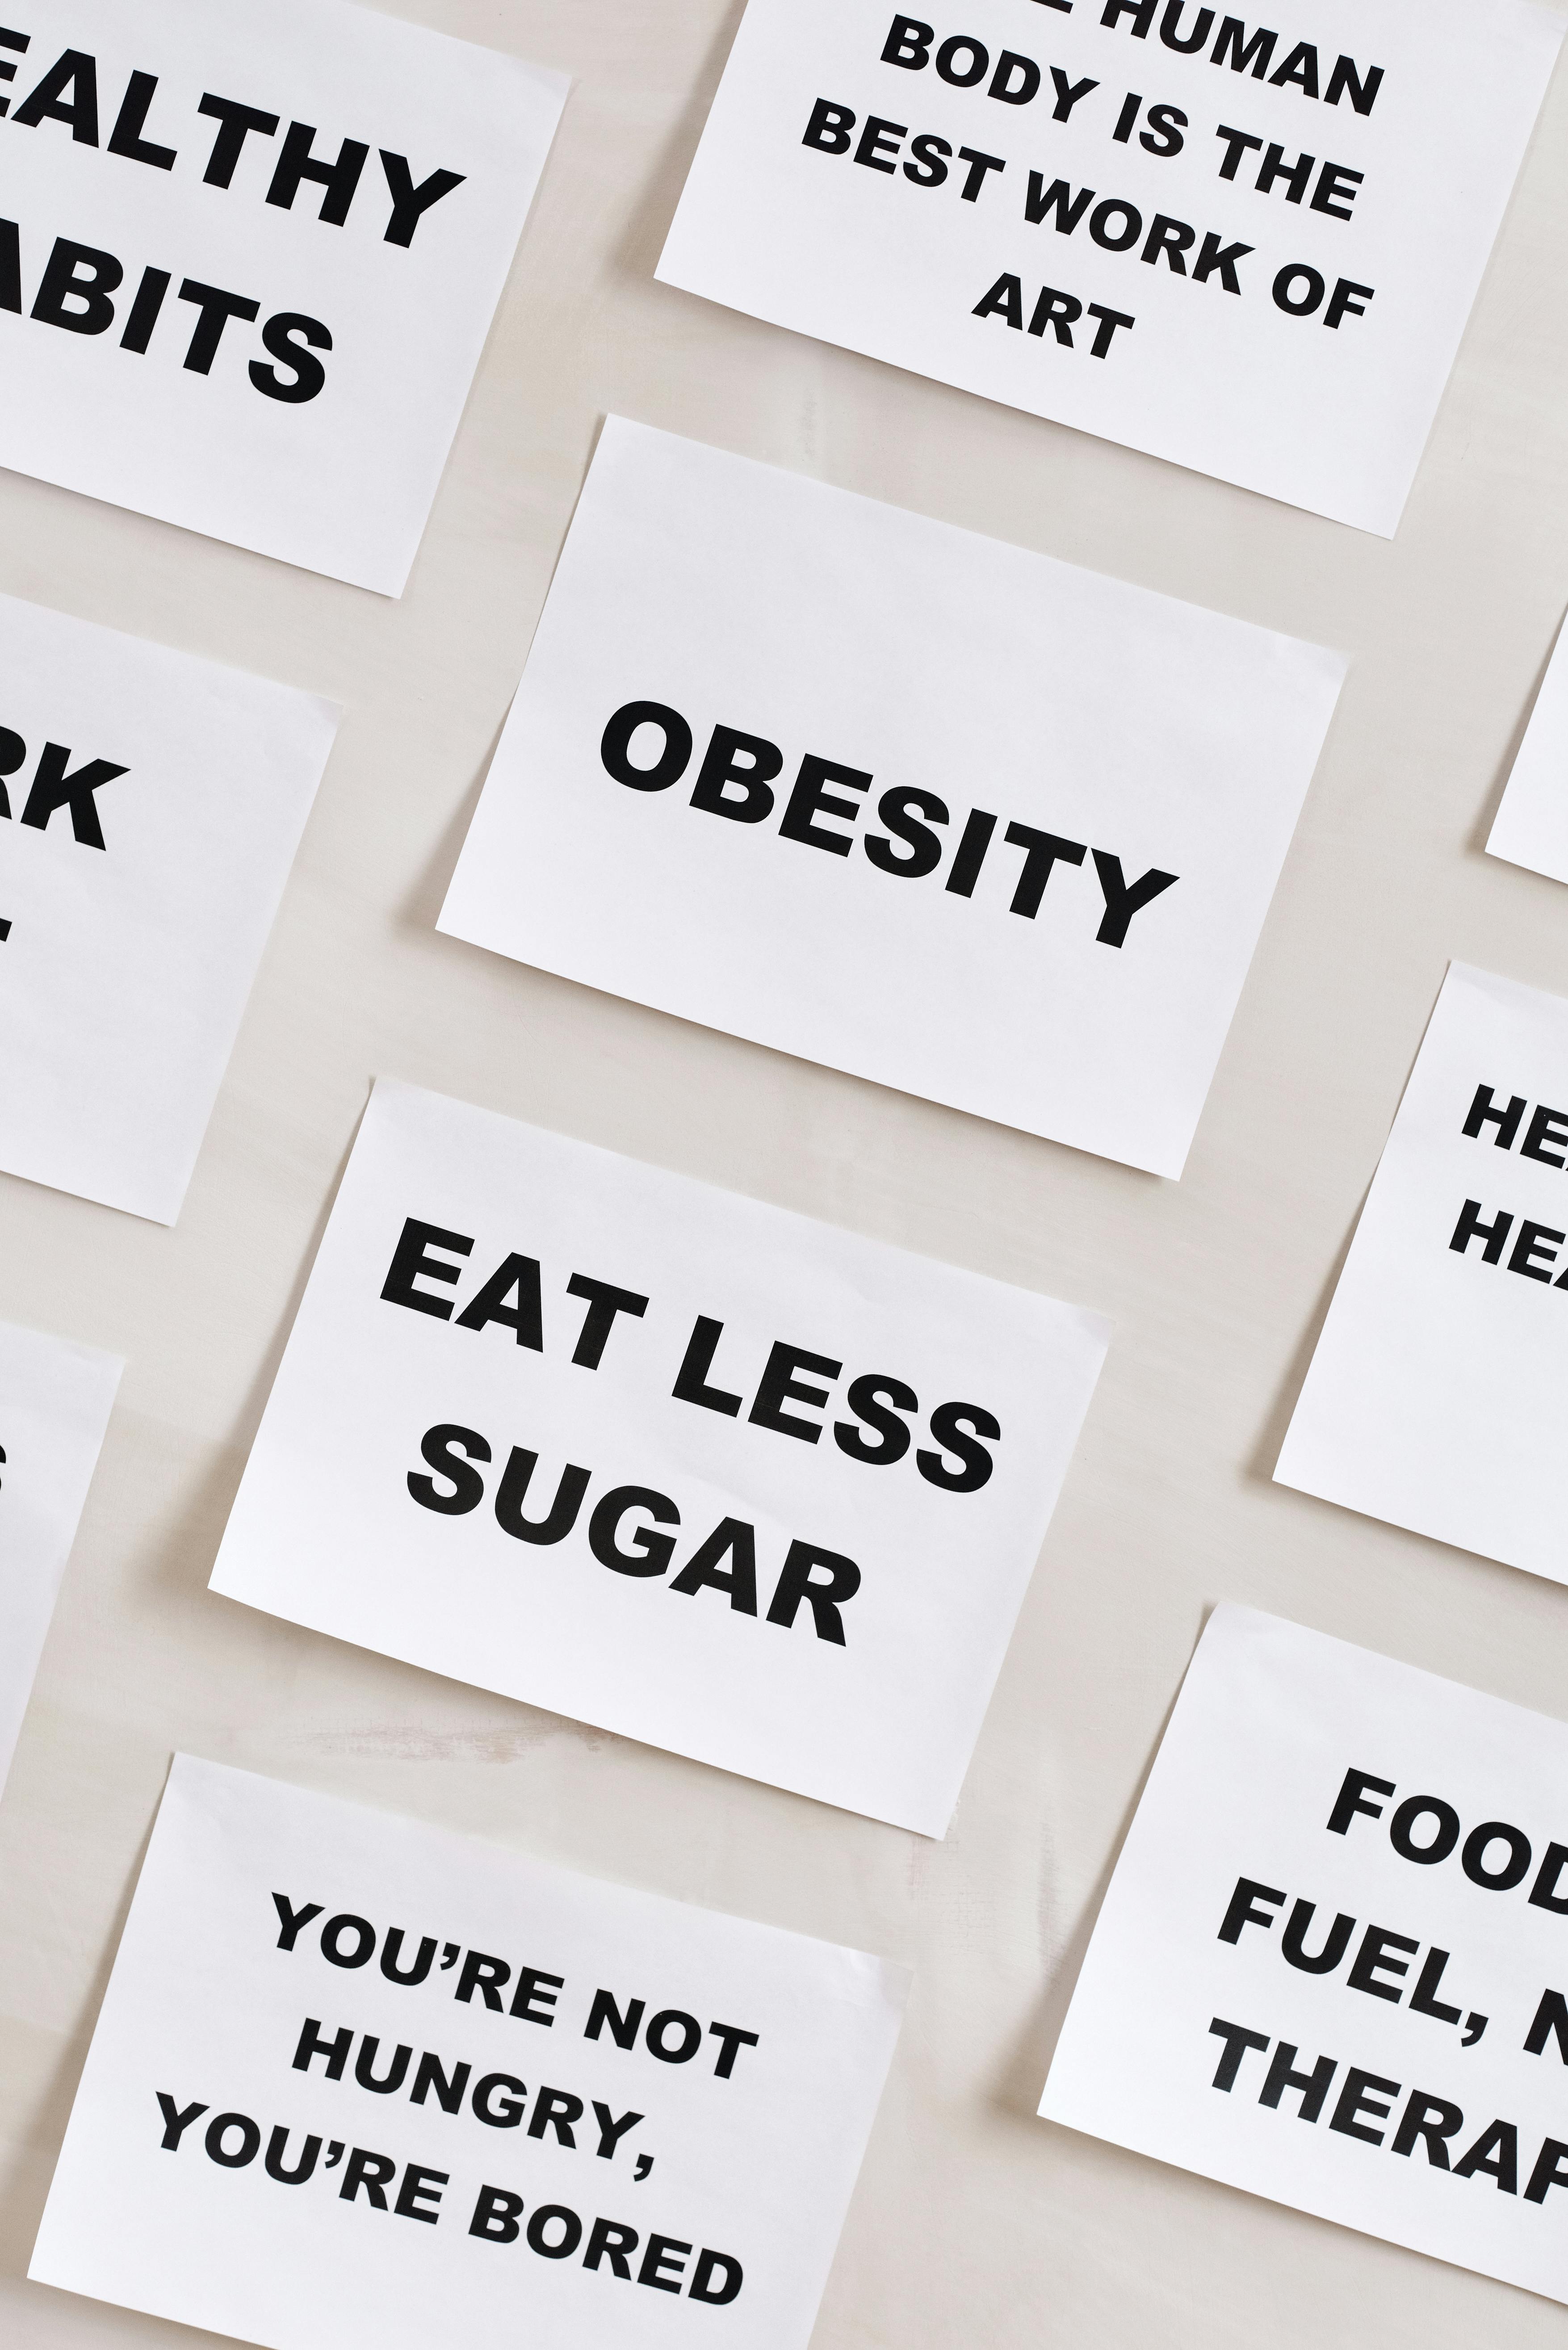 EALTHY
ABITS
HUMAN
BODY IS THE
BEST WORK OF
ART
RK
OBESITY
EAT LESS
SUGAR
HEA
HEA
S
YOU’RE NOT
HUNGRY,
YOU’RE BORED
FOOD
FUEL, N
THERAP